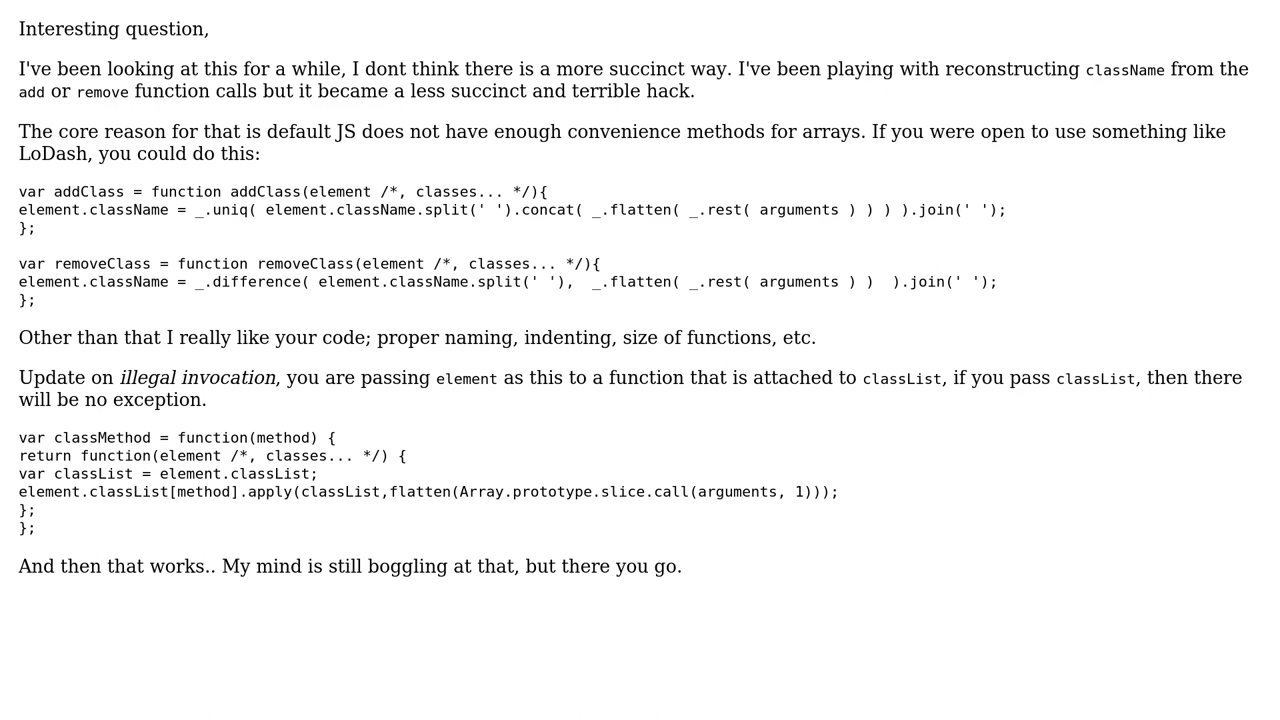 Interesting question,
I've been looking at this for a while, I dont think there is a more succinct way. I've been playing with reconstructing className from the
add or remove function calls but it became a less succinct and terrible hack.
The core reason for that is default JS does not have enough convenience methods for arrays. If you were open to use something like
LoDash, you could do this:
var addClass = function addClass(element /*, classes... */){
element.className = _.uniq( element.className.split(' ').concat( _.flatten( _.rest( arguments ) ) ) ).join(' ');
};
var removeClass = function removeClass(element /*, classes... */){
element.className = _.difference( element.className.split(' '),  _.flatten( _.rest( arguments ) )  ).join(' ');
};
Other than that I really like your code; proper naming, indenting, size of functions, etc.
Update on illegal invocation, you are passing element as this to a function that is attached to classList, if you pass classList, then there
will be no exception.
var classMethod = function(method) {
return function(element /*, classes... */) {
var classList = element.classList;
element.classList[method].apply(classList,flatten(Array.prototype.slice.call(arguments, 1)));
};
};
And then that works.. My mind is still boggling at that, but there you go.